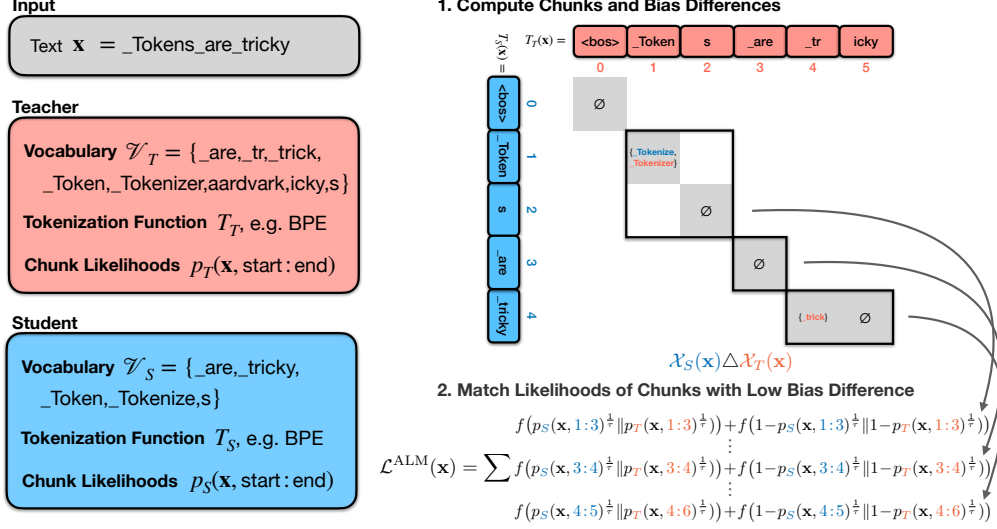 Input
Text x = _Tokens_are_tricky
Teacher
Vocabulary 𝒱_T = {_are,_tr,_trick,
_Token,_Tokenizer,aardvark,icky,s}
Tokenization Function T_T, e.g. BPE
Chunk Likelihoods p_T(x, start:end)
Student
Vocabulary 𝒱_S = {_are,_tricky,
_Token,_Tokenize,s}
Tokenization Function T_S, e.g. BPE
Chunk Likelihoods p_S(x, start:end)
1. Compute Chunks and Bias Differences
T_T(x) = <bos> _Token s _are _tr icky
0 1 2 3 4 5
T_S(x) =
<bos> 0 ∅
_Token 1 {_Tokenize,
_Tokenizer}
s 2 ∅
_are 3 ∅
_tricky 4 {_trick} ∅
𝒳_S(x)△𝒳_T(x)
2. Match Likelihoods of Chunks with Low Bias Difference
f(p_S(x, 1:3)^{1/τ}‖p_T(x, 1:3)^{1/τ}))+f(1−p_S(x, 1:3)^{1/τ}‖1−p_T(x, 1:3)^{1/τ}))
⋮
ℒ^ALM(x) = ∑ f(p_S(x, 3:4)^{1/τ}‖p_T(x, 3:4)^{1/τ}))+f(1−p_S(x, 3:4)^{1/τ}‖1−p_T(x, 3:4)^{1/τ}))
⋮
f(p_S(x, 4:5)^{1/τ}‖p_T(x, 4:6)^{1/τ}))+f(1−p_S(x, 4:5)^{1/τ}‖1−p_T(x, 4:6)^{1/τ}))